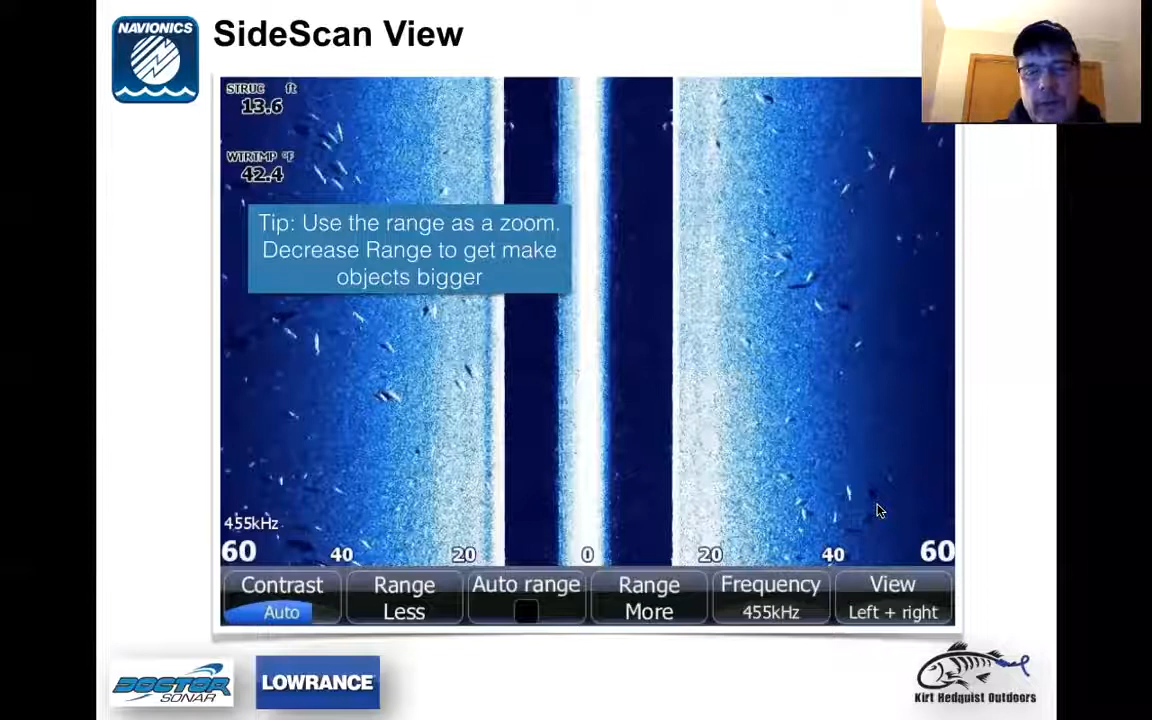 NAVIONICS
SideScan View
STRUC ft
13.6
WTRTMP °F
42.4
Tip: Use the range as a zoom.
Decrease Range to get make
objects bigger
455kHz
60 40 20 0 20 40 60
Contrast Range Auto range Range Frequency View
Auto Less More 455kHz Left + right
DOCTOR
SONAR
LOWRANCE
Kirt Hedquist Outdoors